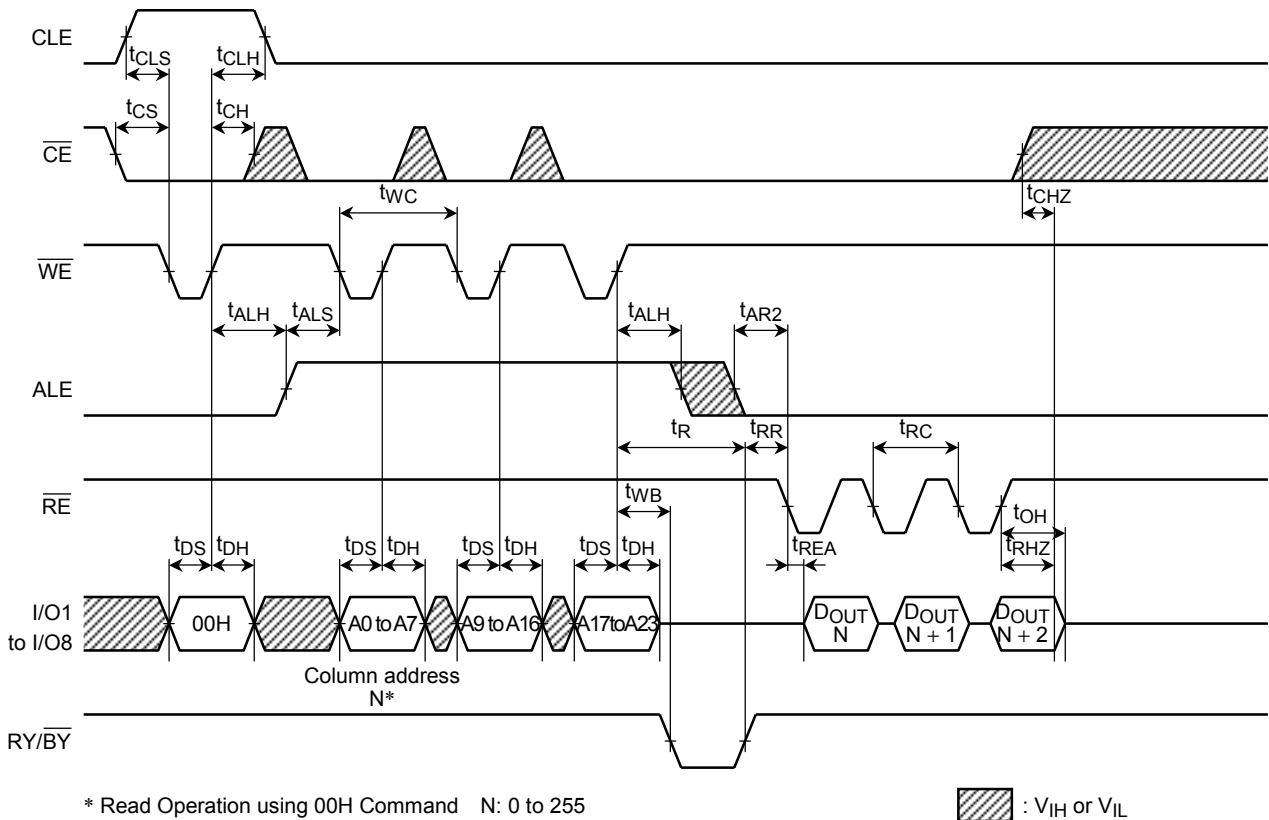 CLE
tCLS
tCLH
tCS
tCH
CE
tWC
tCHZ
WE
tALH
tALS
tALH
tAR2
ALE
tR
tRR
tRC
RE
tWB
tOH
tREA
tRHZ
tDS
tDH
tDS
tDH
tDS
tDH
tDS
tDH
I/O1
to I/O8
00H
A0 to A7
A9 to A16
A17 to A23
DOUT
N
DOUT
N + 1
DOUT
N + 2
Column address
N*
RY/BY
* Read Operation using 00H Command N: 0 to 255
: VIH or VIL